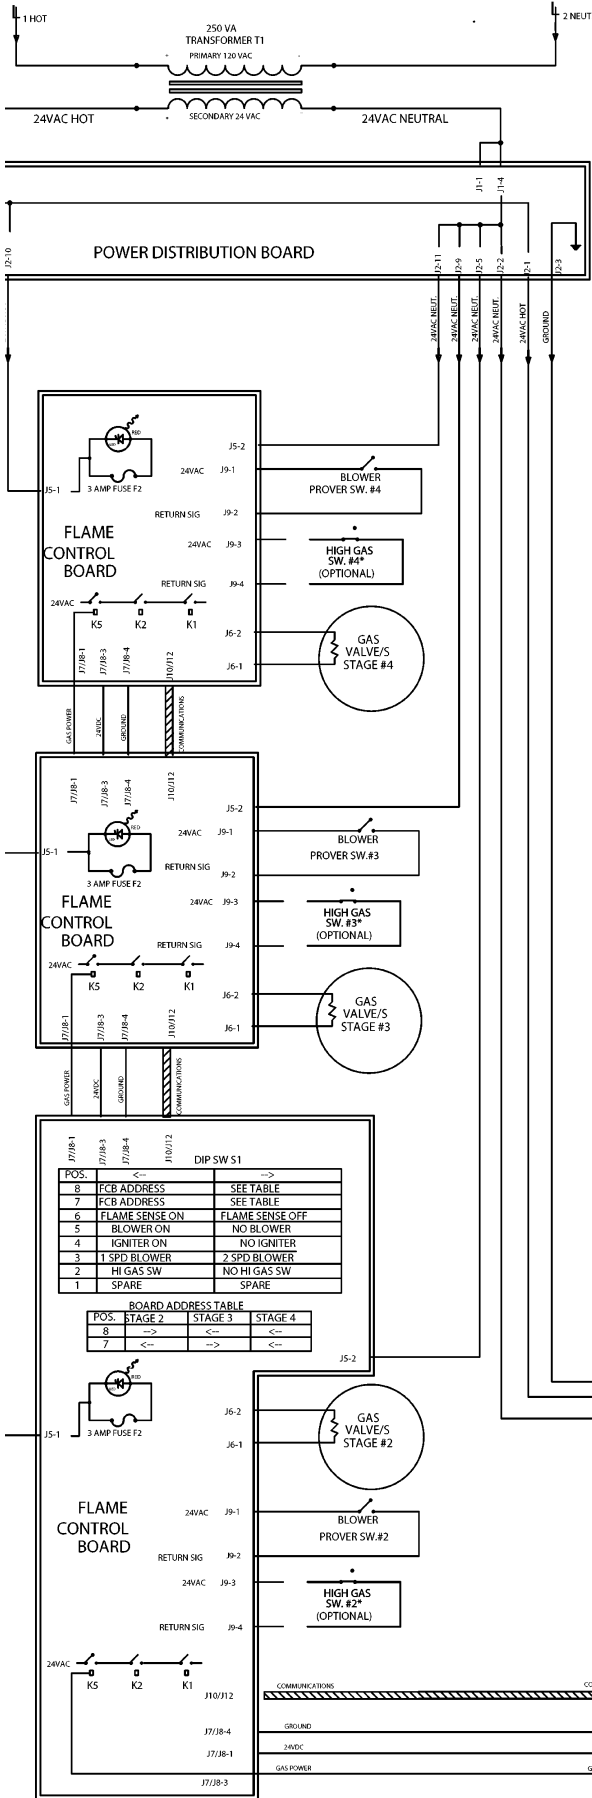 1 HOT
2 NEUT
250 VA
TRANSFORMER T1
PRIMARY 120 VAC
24VAC HOT
SECONDARY 24 VAC
24VAC NEUTRAL
J1-1
J1-4
POWER DISTRIBUTION BOARD
J2-10
J2-11
J2-9
J2-5
J2-2
J2-1
J2-3
24VAC NEUT.
24VAC NEUT.
24VAC NEUT.
24VAC NEUT.
24VAC HOT
GROUND
RED
J5-2
24VAC J9-1
BLOWER
PROVER SW. #4
J5-1
3 AMP FUSE F2
RETURN SIG J9-2
FLAME
CONTROL
BOARD
24VAC J9-3
HIGH GAS
SW. #4*
(OPTIONAL)
RETURN SIG J9-4
24VAC
K5 K2 K1
J6-2
GAS
VALVE/S
STAGE #4
J6-1
J7/J8-1
J7/J8-3
J7/J8-4
J10/J12
GAS POWER
24VDC
GROUND
COMMUNICATIONS
J7/J8-1
J7/J8-3
J7/J8-4
J10/J12
J5-2
RED
24VAC J9-1
BLOWER
PROVER SW.#3
J5-1
RETURN SIG
J9-2
3 AMP FUSE F2
FLAME
CONTROL
BOARD
24VAC J9-3
HIGH GAS
SW. #3*
(OPTIONAL)
RETURN SIG J9-4
24VAC
K5 K2 K1
J6-2
GAS
VALVE/S
STAGE #3
J6-1
J7/J8-1
J7/J8-3
J7/J8-4
J10/J12
GAS POWER
24VDC
GROUND
COMMUNICATIONS
J7/J8-1
J7/J8-3
J7/J8-4
J10/J12
DIP SW S1
POS. <-- -->
8 FCB ADDRESS SEE TABLE
7 FCB ADDRESS SEE TABLE
6 FLAME SENSE ON FLAME SENSE OFF
5 BLOWER ON NO BLOWER
4 IGNITER ON NO IGNITER
3 1 SPD BLOWER 2 SPD BLOWER
2 HI GAS SW NO HI GAS SW
1 SPARE SPARE
BOARD ADDRESS TABLE
POS. STAGE 2 STAGE 3 STAGE 4
8 --> <-- <--
7 <-- --> <--
J5-2
RED
J5-1
3 AMP FUSE F2
J6-2
GAS
VALVE/S
STAGE #2
J6-1
FLAME
CONTROL
BOARD
24VAC J9-1
BLOWER
PROVER SW.#2
RETURN SIG J9-2
24VAC J9-3
HIGH GAS
SW. #2*
(OPTIONAL)
RETURN SIG J9-4
24VAC
K5 K2 K1
J10/J12
COMMUNICATIONS
CO
J7/J8-4
GROUND
J7/J8-1
24VDC
GAS POWER
G
J7/J8-3